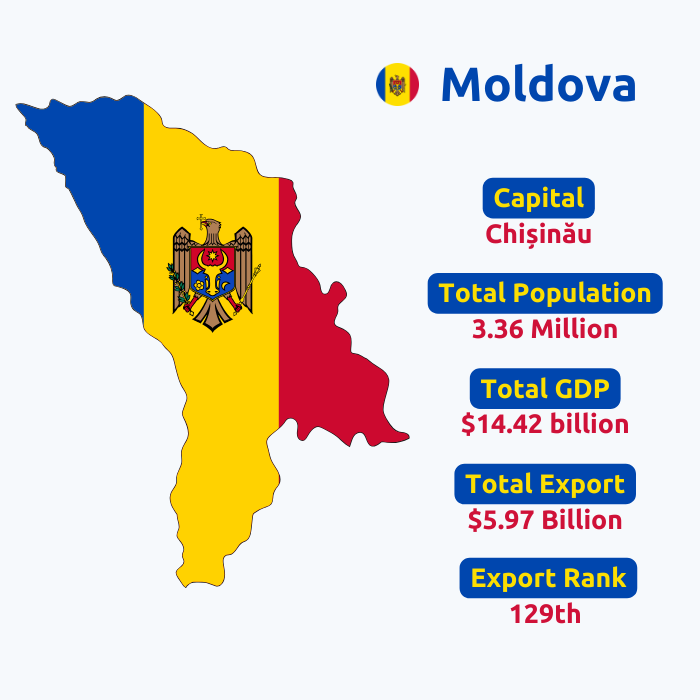 Moldova
Capital
Chișinău
Total Population
3.36 Million
Total GDP
$14.42 billion
Total Export
$5.97 Billion
Export Rank
129th